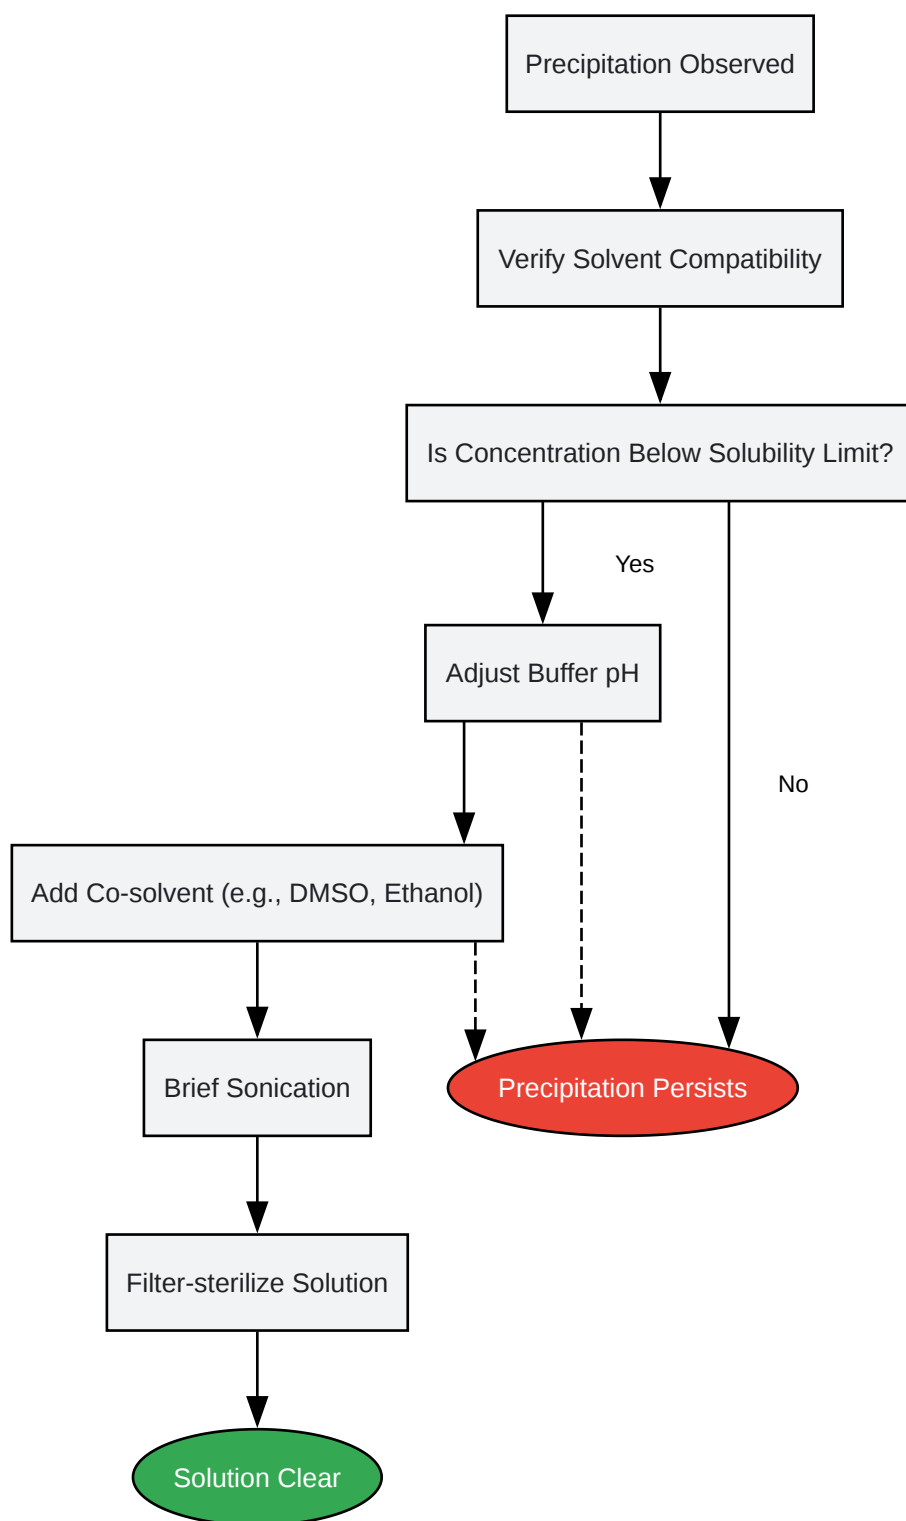 Precipitation Observed
Verify Solvent Compatibility
Is Concentration Below Solubility Limit?
Yes
Adjust Buffer pH
No
Add Co-solvent (e.g., DMSO, Ethanol)
Brief Sonication
Precipitation Persists
Filter-sterilize Solution
Solution Clear